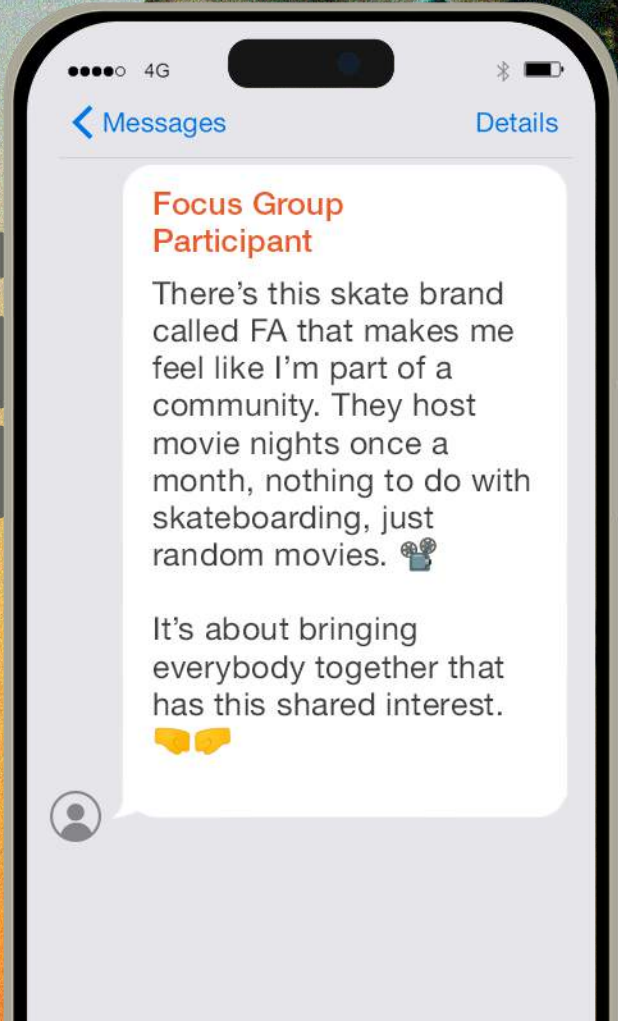 4G
Messages
Details
Focus Group
Participant
There’s this skate brand
called FA that makes me
feel like I’m part of a
community. They host
movie nights once a
month, nothing to do with
skateboarding, just
random movies. 📽️
It’s about bringing
everybody together that
has this shared interest.
🤜🤛